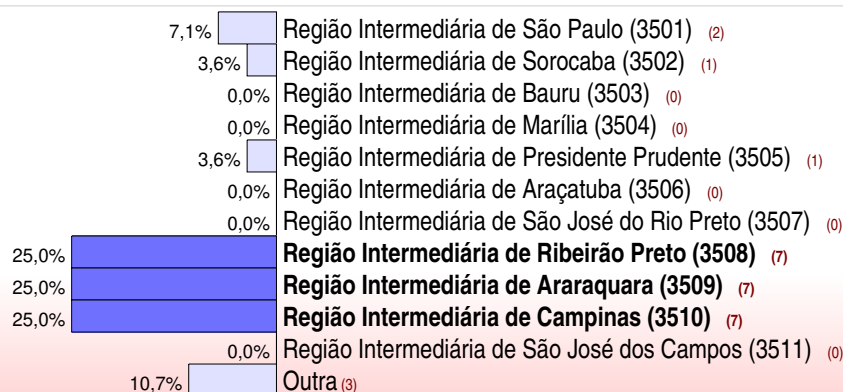 7,1% Região Intermediária de São Paulo (3501) (2)
3,6% Região Intermediária de Sorocaba (3502) (1)
0,0% Região Intermediária de Bauru (3503) (0)
0,0% Região Intermediária de Marília (3504) (0)
3,6% Região Intermediária de Presidente Prudente (3505) (1)
0,0% Região Intermediária de Araçatuba (3506) (0)
0,0% Região Intermediária de São José do Rio Preto (3507) (0)
25,0% Região Intermediária de Ribeirão Preto (3508) (7)
25,0% Região Intermediária de Araraquara (3509) (7)
25,0% Região Intermediária de Campinas (3510) (7)
0,0% Região Intermediária de São José dos Campos (3511) (0)
10,7% Outra (3)